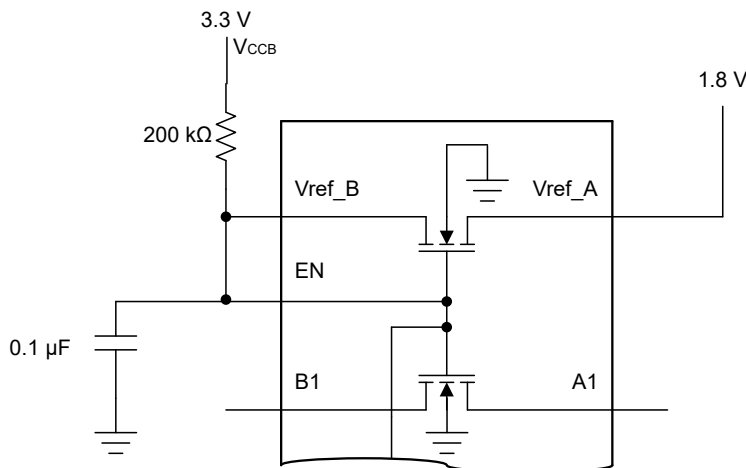 3.3 V
VCCB
1.8 V
200 kΩ
Vref_B
Vref_A
EN
0.1 µF
B1
A1